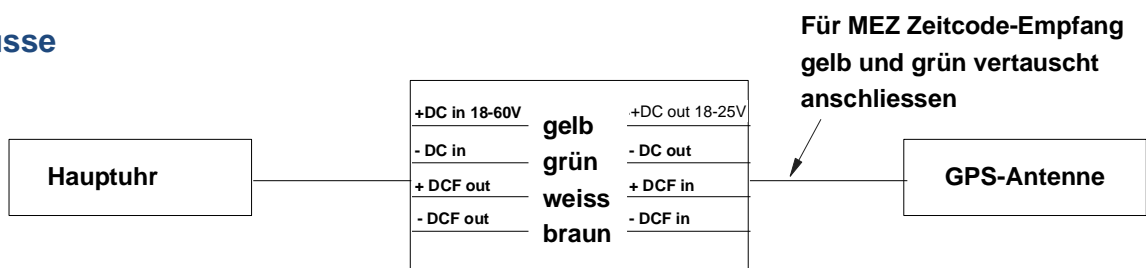 Für MEZ Zeitcode-Empfang
gelb und grün vertauscht
anschliessen
+DC in 18-60V gelb +DC out 18-25V
- DC in grün - DC out
+ DCF out weiss + DCF in
- DCF out braun - DCF in
Hauptuhr
GPS-Antenne